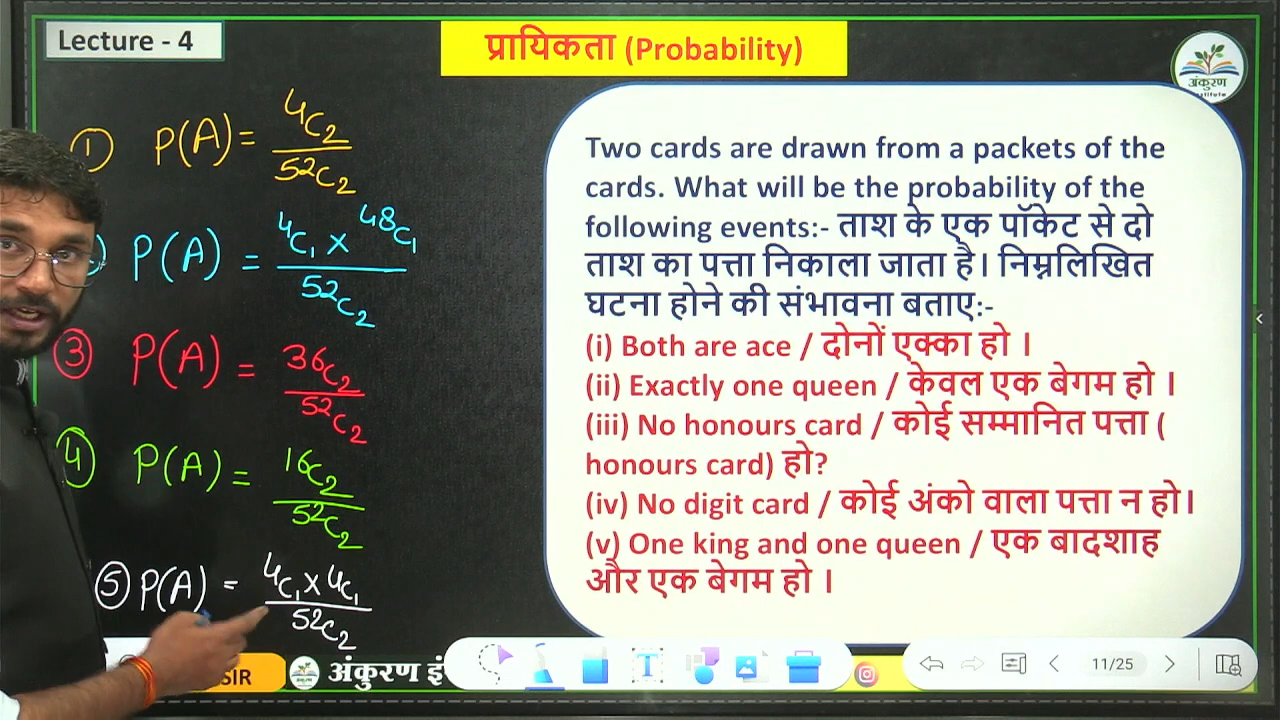 Lecture - 4
प्रायिकता (Probability)
अंकुरण
① P(A) = 4C2 / 52C2
P(A) = 4C1 × 48C1 / 52C2
③ P(A) = 36C2 / 52C2
④ P(A) = 16C2 / 52C2
⑤ P(A) = 4C1 × 4C1 / 52C2
Two cards are drawn from a packets of the
cards. What will be the probability of the
following events:- ताश के एक पॉकेट से दो
ताश का पत्ता निकाला जाता है। निम्नलिखित
घटना होने की संभावना बताए:-
(i) Both are ace / दोनों एक्का हो ।
(ii) Exactly one queen / केवल एक बेगम हो ।
(iii) No honours card / कोई सम्मानित पत्ता (
honours card) हो?
(iv) No digit card / कोई अंको वाला पत्ता न हो।
(v) One king and one queen / एक बादशाह
और एक बेगम हो ।
SIR
अंकुरण इं
T
11/25